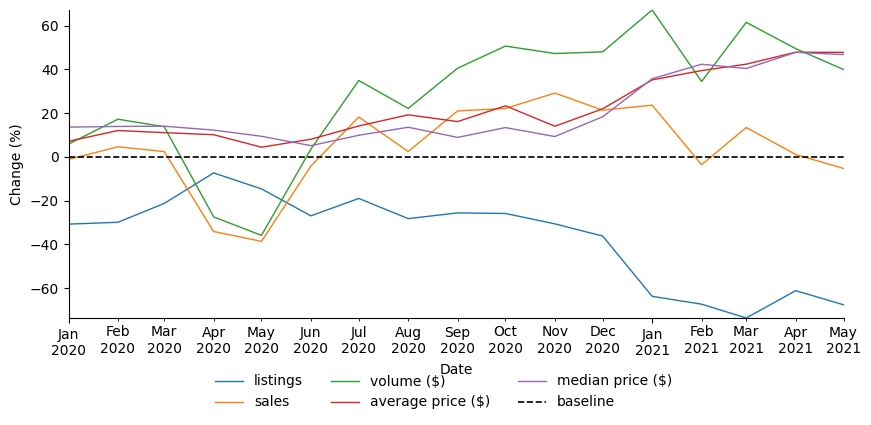 60
40
20
0
−20
−40
−60
Change (%)
Jan Feb Mar Apr May Jun Jul Aug Sep Oct Nov Dec Jan Feb Mar Apr May
2020 2020 2020 2020 2020 2020 2020 2020 2020 2020 2020 2020 2021 2021 2021 2021 2021
Date
listings volume ($) median price ($)
sales average price ($) baseline